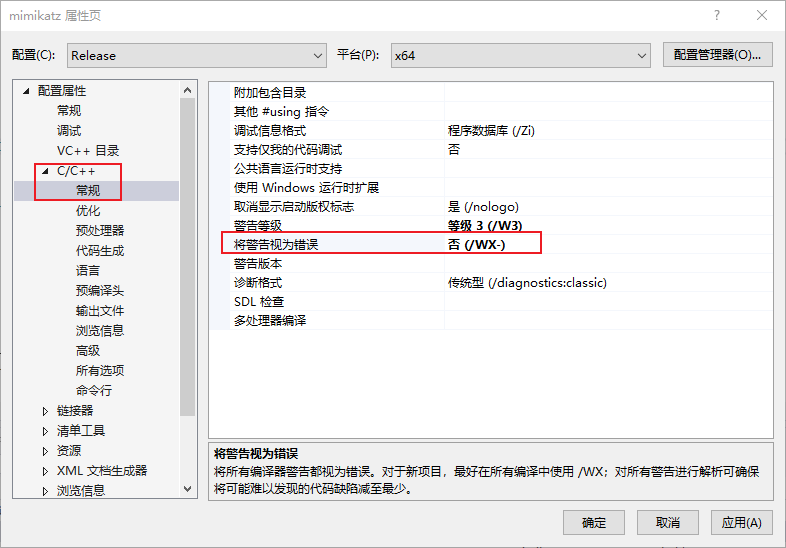 mimikatz 属性页
配置(C): Release 平台(P): x64 配置管理器(O)...
配置属性
常规
调试
VC++ 目录
C/C++
常规
优化
预处理器
代码生成
语言
预编译头
输出文件
浏览信息
高级
所有选项
命令行
链接器
清单工具
资源
XML 文档生成器
浏览信息
附加包含目录
其他 #using 指令
调试信息格式 程序数据库 (/Zi)
支持仅我的代码调试 否
公共语言运行时支持
使用 Windows 运行时扩展
取消显示启动版权标志 是 (/nologo)
警告等级 等级 3 (/W3)
将警告视为错误 否 (/WX-)
警告版本
诊断格式 传统型 (/diagnostics:classic)
SDL 检查
多处理器编译
将警告视为错误
将所有编译器警告都视为错误。对于新项目，最好在所有编译中使用 /WX；对所有警告进行解析可确保
将可能难以发现的代码缺陷减至最少。
确定 取消 应用(A)